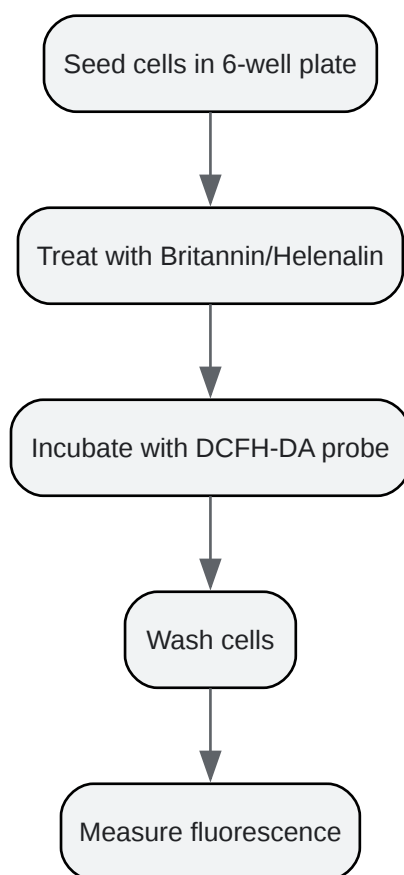 Seed cells in 6-well plate
Treat with Britannin/Helenalin
Incubate with DCFH-DA probe
Wash cells
Measure fluorescence